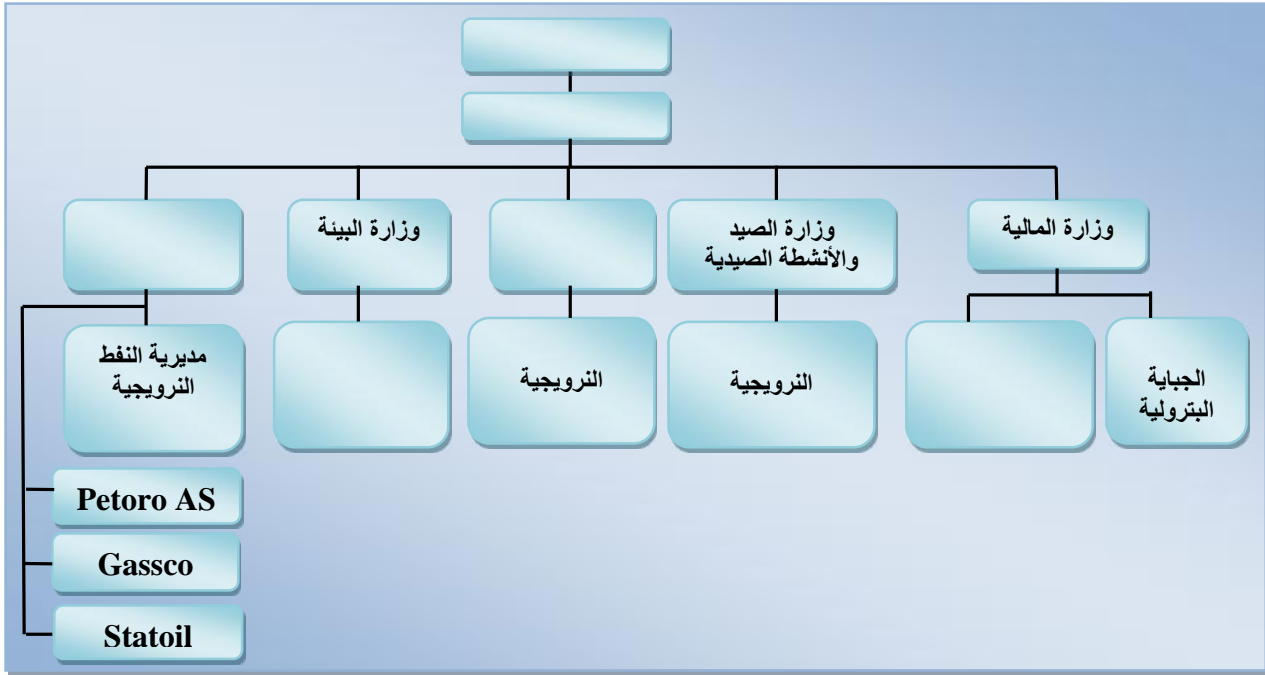 وزارة المالية
وزارة الصيد
والأنشطة الصيدية
وزارة البيئة
الجباية
البترولية
النرويجية
النرويجية
مديرية النفط
النرويجية
Petoro AS
Gassco
Statoil